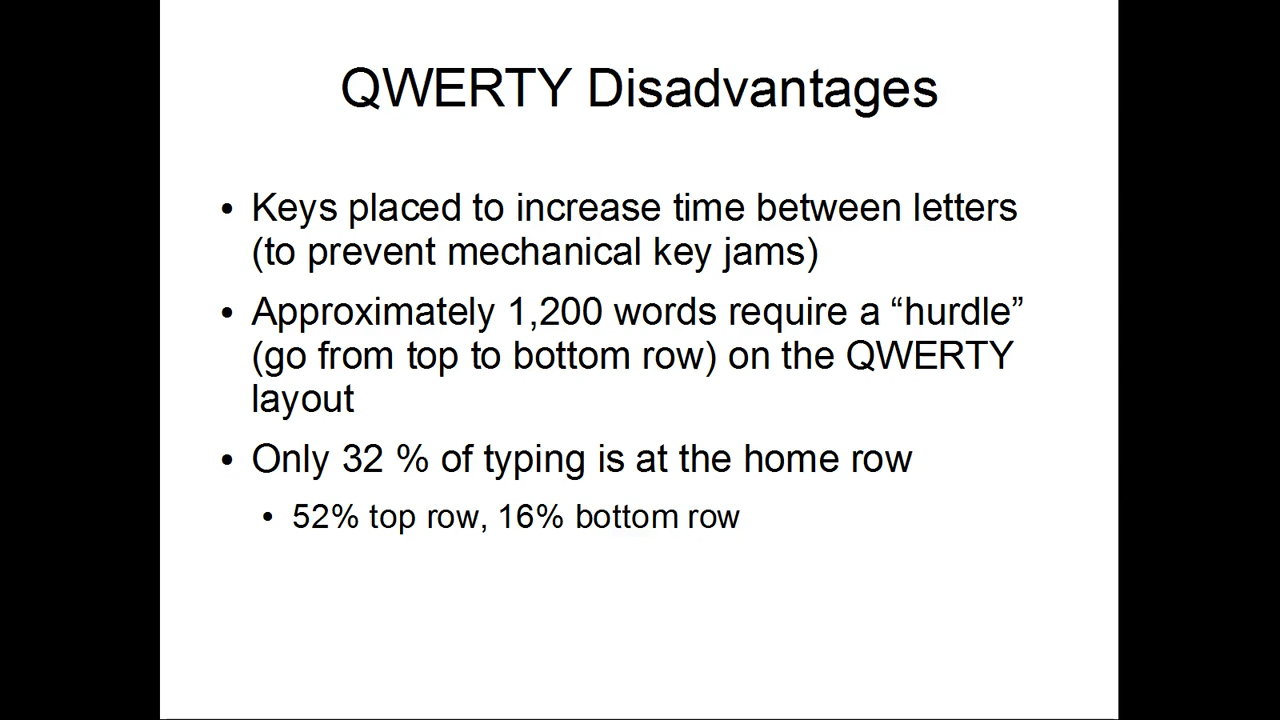 QWERTY Disadvantages
• Keys placed to increase time between letters
(to prevent mechanical key jams)
• Approximately 1,200 words require a “hurdle”
(go from top to bottom row) on the QWERTY
layout
• Only 32 % of typing is at the home row
• 52% top row, 16% bottom row